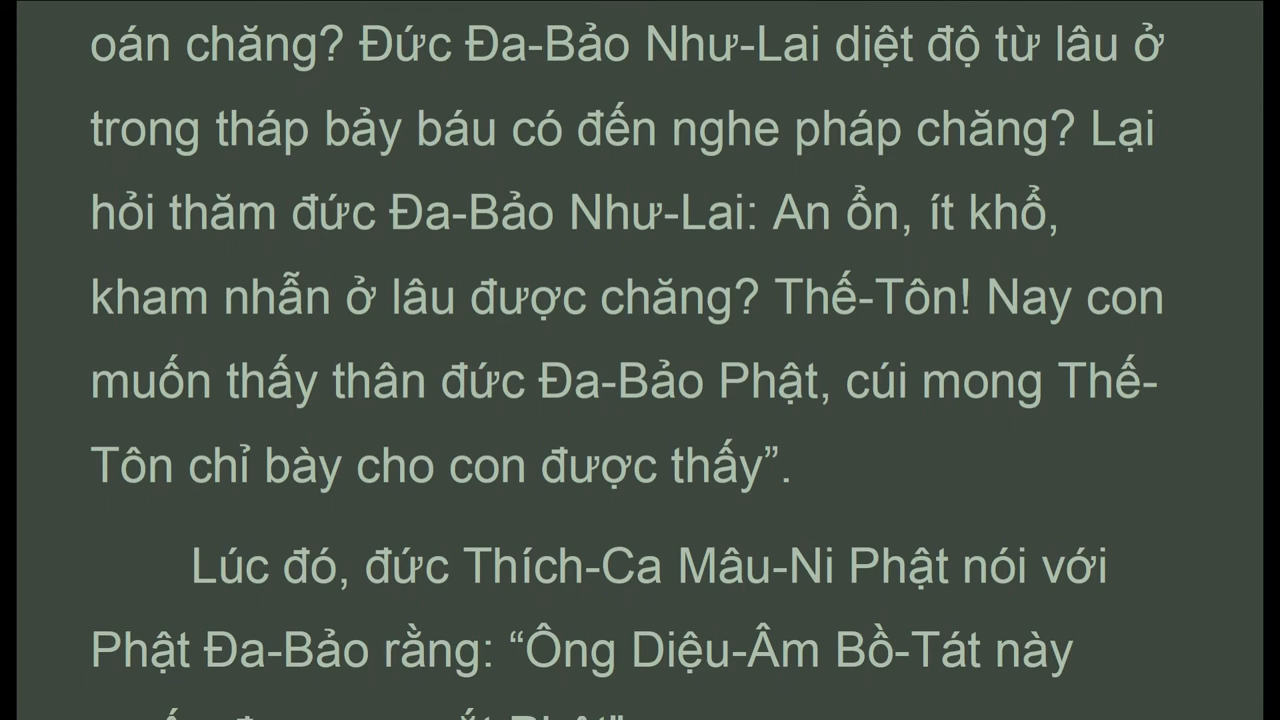 oán chăng? Đức Đa-Bảo Như-Lai diệt độ từ lâu ở
trong tháp bảy báu có đến nghe pháp chăng? Lại
hỏi thăm đức Đa-Bảo Như-Lai: An ổn, ít khổ,
kham nhẫn ở lâu được chăng? Thế-Tôn! Nay con
muốn thấy thân đức Đa-Bảo Phật, cúi mong Thế-
Tôn chỉ bày cho con được thấy”.
Lúc đó, đức Thích-Ca Mâu-Ni Phật nói với
Phật Đa-Bảo rằng: “Ông Diệu-Âm Bồ-Tát này